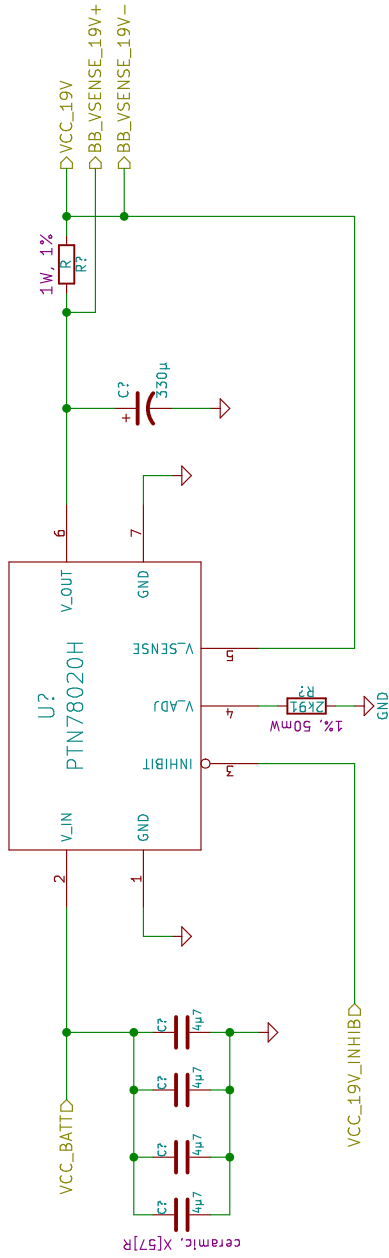 VCC_BATT
C?
4µ7
C?
4µ7
C?
4µ7
C?
4µ7
ceramic, X[57]R
VCC_19V_INHIB
U?
PTN78020H
2
V_IN
1
GND
3
INHIBIT
4
V_ADJ
5
V_SENSE
6
V_OUT
7
GND
R?
2k91
1%, 50mW
GND
C?
+
330µ
1W, 1%
R
R?
VCC_19V
BB_VSENSE_19V+
BB_VSENSE_19V-